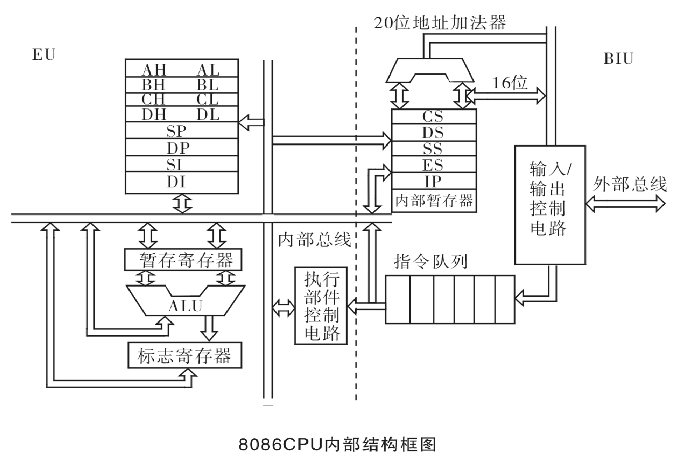 20位地址加法器
EU
BIU
AH AL
BH BL
CH CL
DH DL
SP
DP
SI
DI
16位
CS
DS
SS
ES
IP
内部暂存器
输入/
输出
控制
电路
外部总线
内部总线
暂存寄存器
ALU
标志寄存器
执行
部件
控制
电路
指令队列
8086CPU内部结构框图